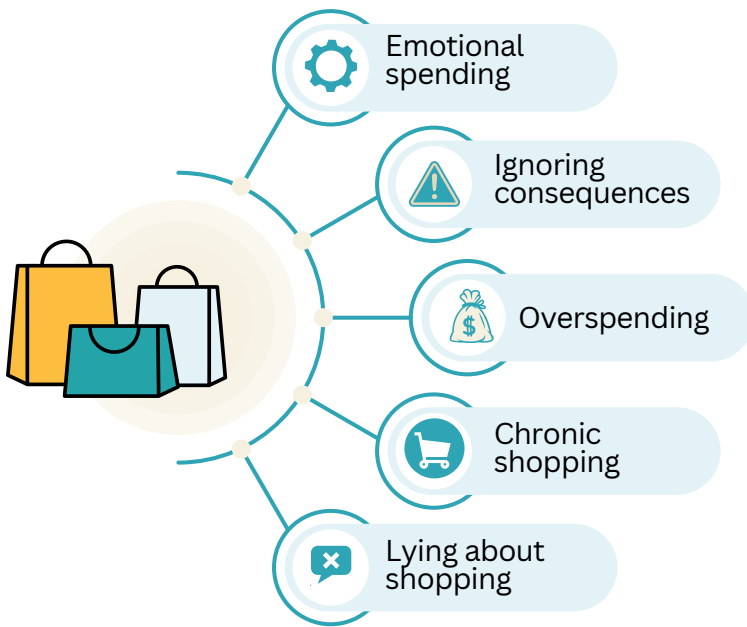 Emotional
spending
Ignoring
consequences
$
Overspending
Chronic
shopping
Lying about
shopping